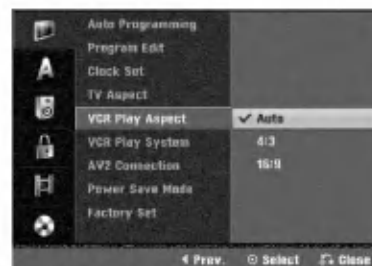 Auto Programming
Program Edit
Clock Set
TV Aspect
VCR Play Aspect ✓ Auto
VCR Play System 4:3
AV2 Connection 16:9
Power Save Mode
Factory Set
A
◀ Prev. ⊙ Select Close